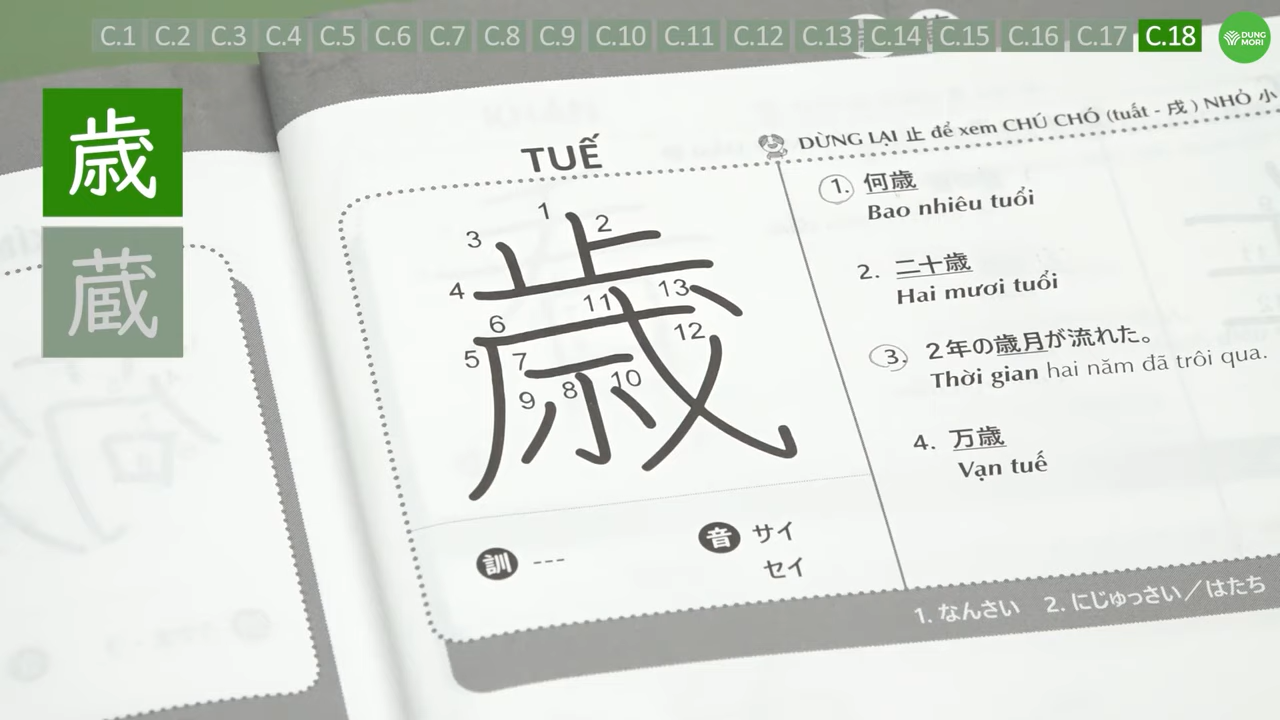 C.1 C.2 C.3 C.4 C.5 C.6 C.7 C.8 C.9 C.10 C.11 C.12 C.13 C.14 C.15 C.16 C.17 C.18
DUNG
MORI
歳
蔵
TUẾ
DỪNG LẠI 止 để xem CHÚ CHÓ (tuất - 戌) NHỎ 小
1 2 3 4 5 6 7 8 9 10 11 12 13
歳
訓 ---
音 サイ
セイ
1. 何歳
Bao nhiêu tuổi
2. 二十歳
Hai mươi tuổi
3. 2年の歳月が流れた。
Thời gian hai năm đã trôi qua.
4. 万歳
Vạn tuế
1. なんさい 2. にじゅっさい／はたち